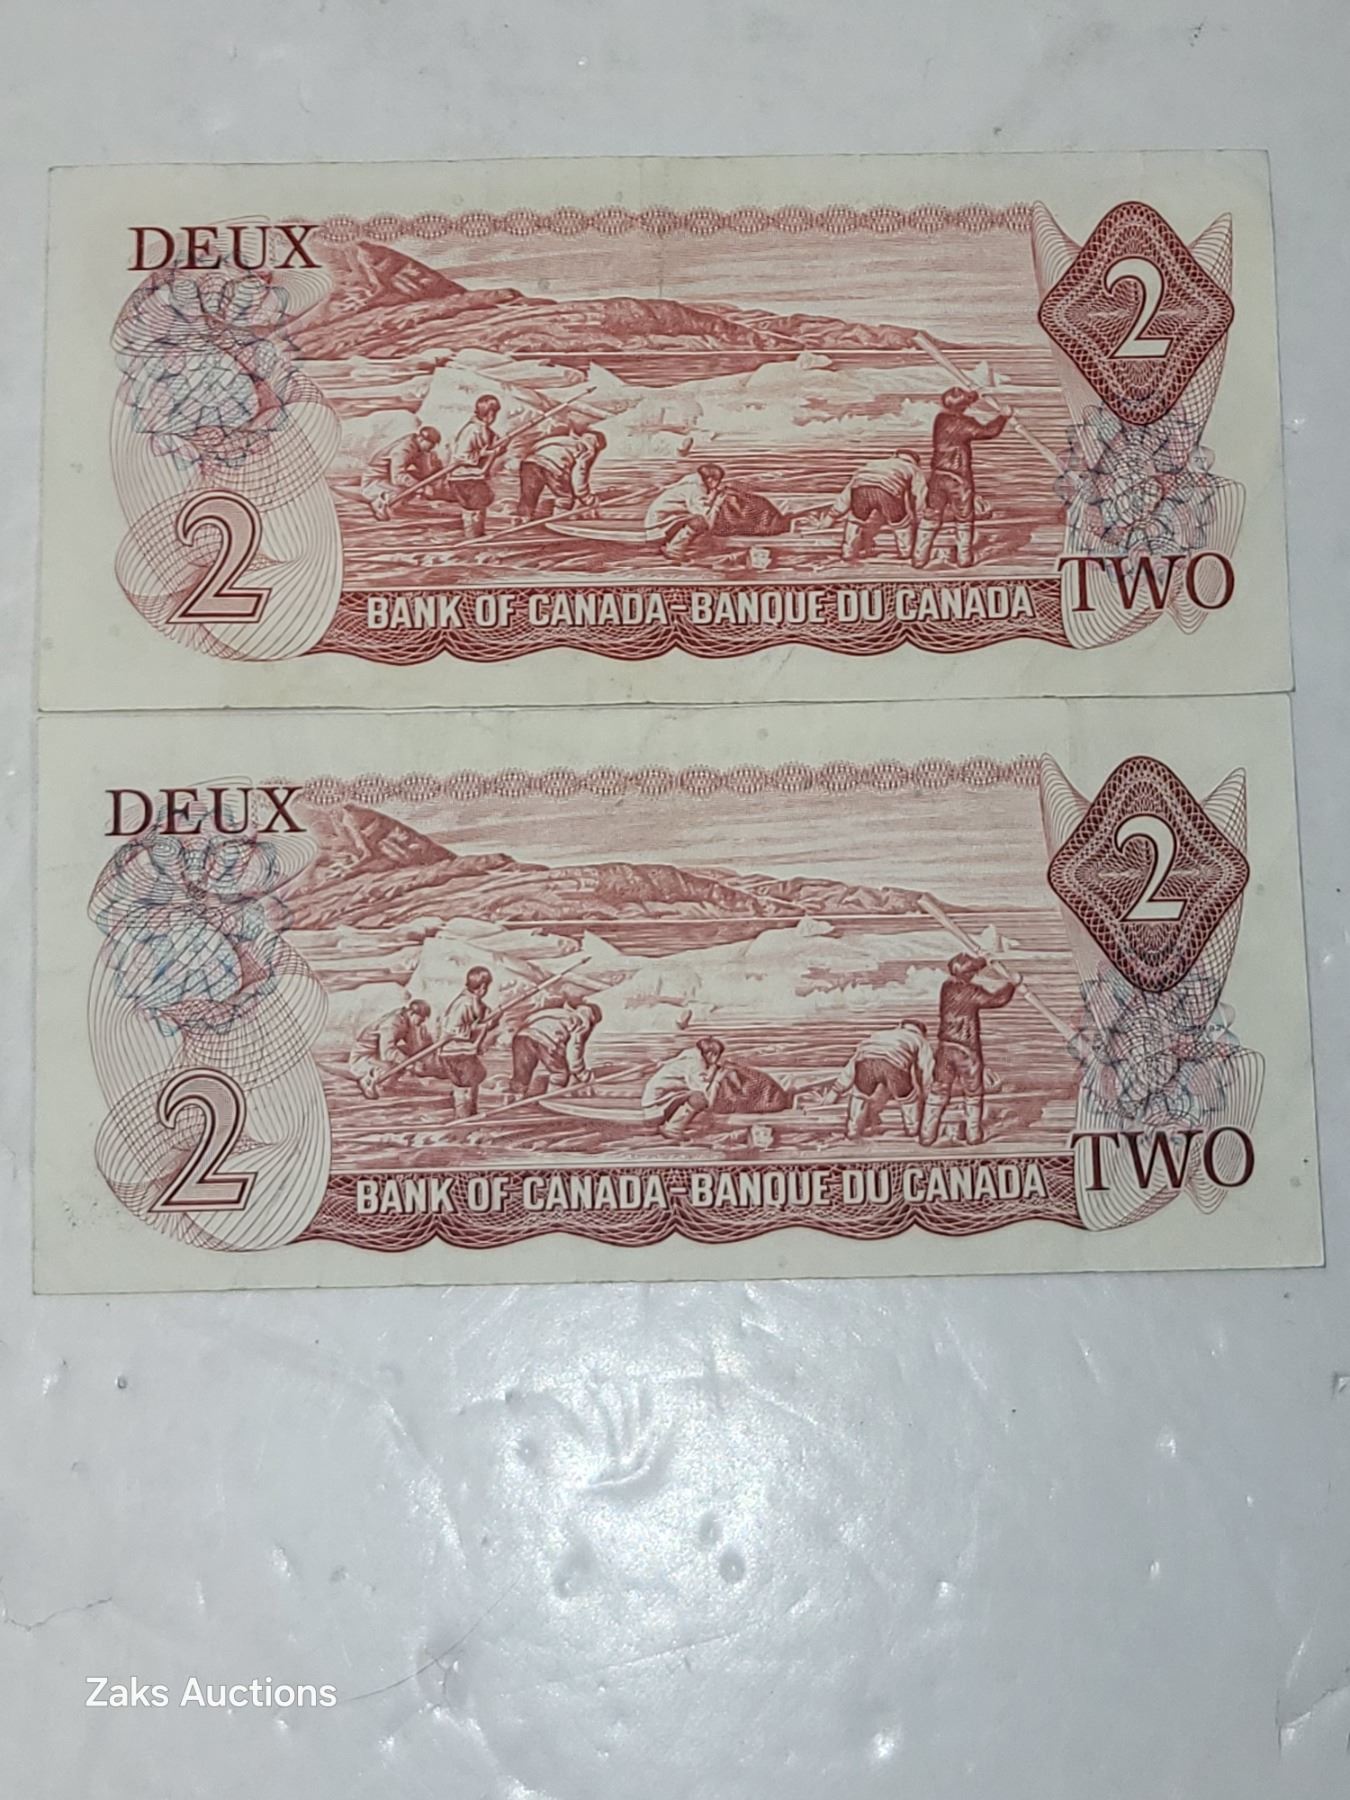 DEUX
2
2
BANK OF CANADA-BANQUE DU CANADA
TWO
DEUX
2
2
BANK OF CANADA-BANQUE DU CANADA
TWO
Zaks Auctions